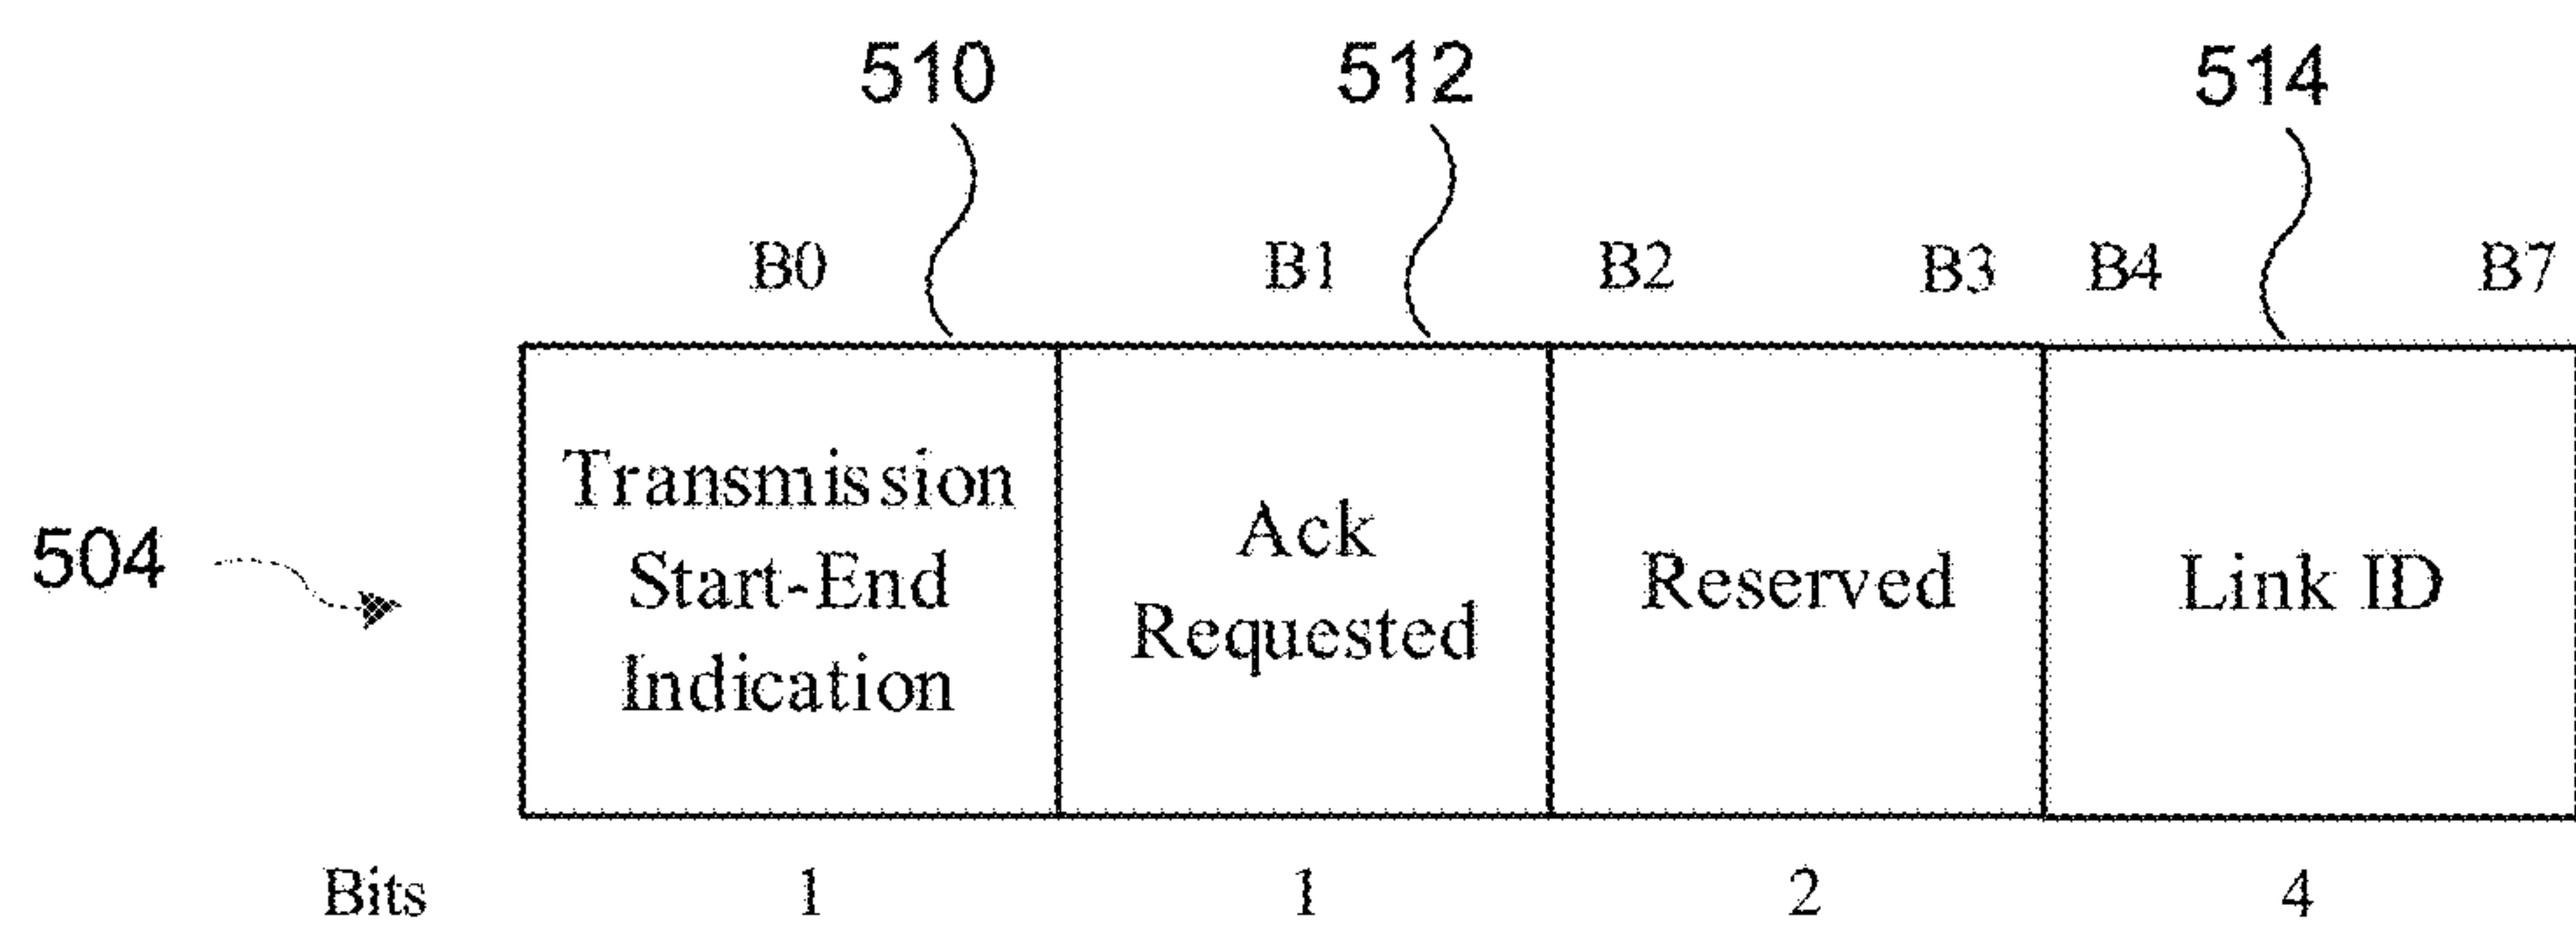 510 512 514
B0 B1 B2 B3 B4 B7
504
Transmission
Start-End
Indication
Ack
Requested
Reserved
Link ID
Bits 1 1 2 4